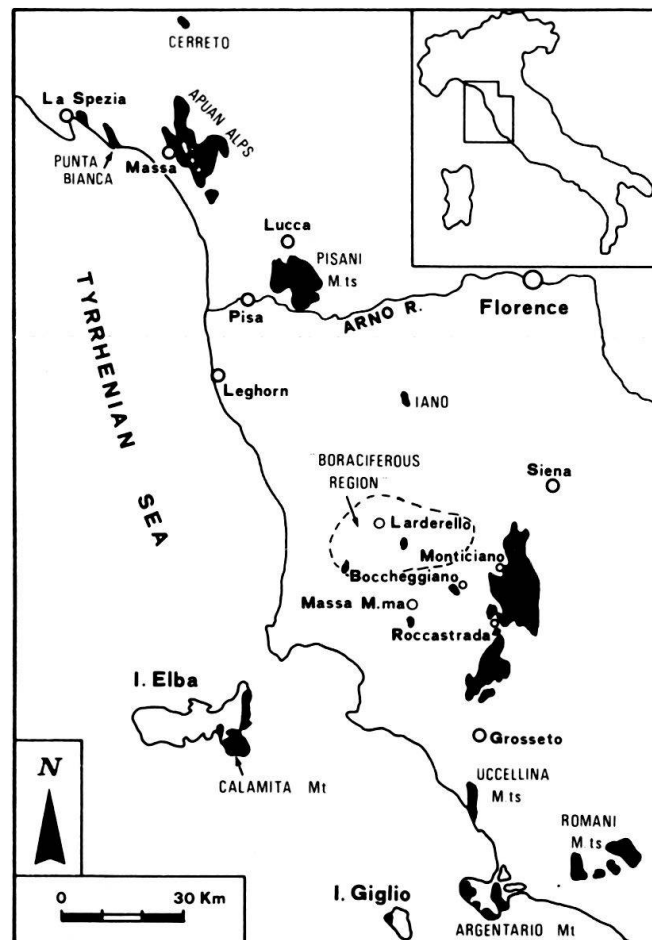 CERRETO
La Spezia
APUAN ALPS
PUNTA
BIANCA
Massa
Lucca
PISANI
M.ts
Pisa
ARNO R.
Florence
TYRRHENIAN SEA
Leghorn
IANO
"BORACIFEROUS
REGION"
Siena
Larderello
Monticiano
Boccheggiano
Massa M.ma
Roccastrada
I. Elba
Grosseto
CALAMITA Mt
UCCELLINA
M.ts
ROMANI
M.ts
N
0 30 Km
I. Giglio
ARGENTARIO Mt